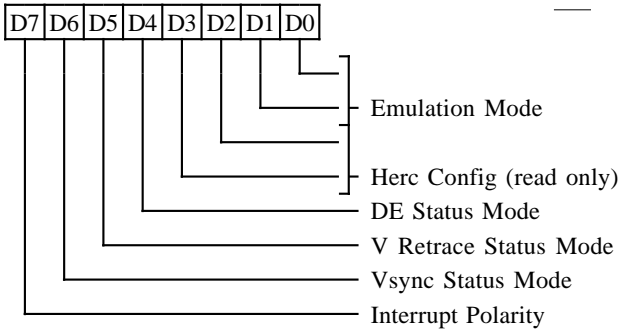 D7 D6 D5 D4 D3 D2 D1 D0
Emulation Mode
Herc Config (read only)
DE Status Mode
V Retrace Status Mode
Vsync Status Mode
Interrupt Polarity